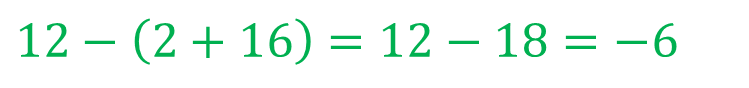 12 − (2 + 16) = 12 − 18 = −6